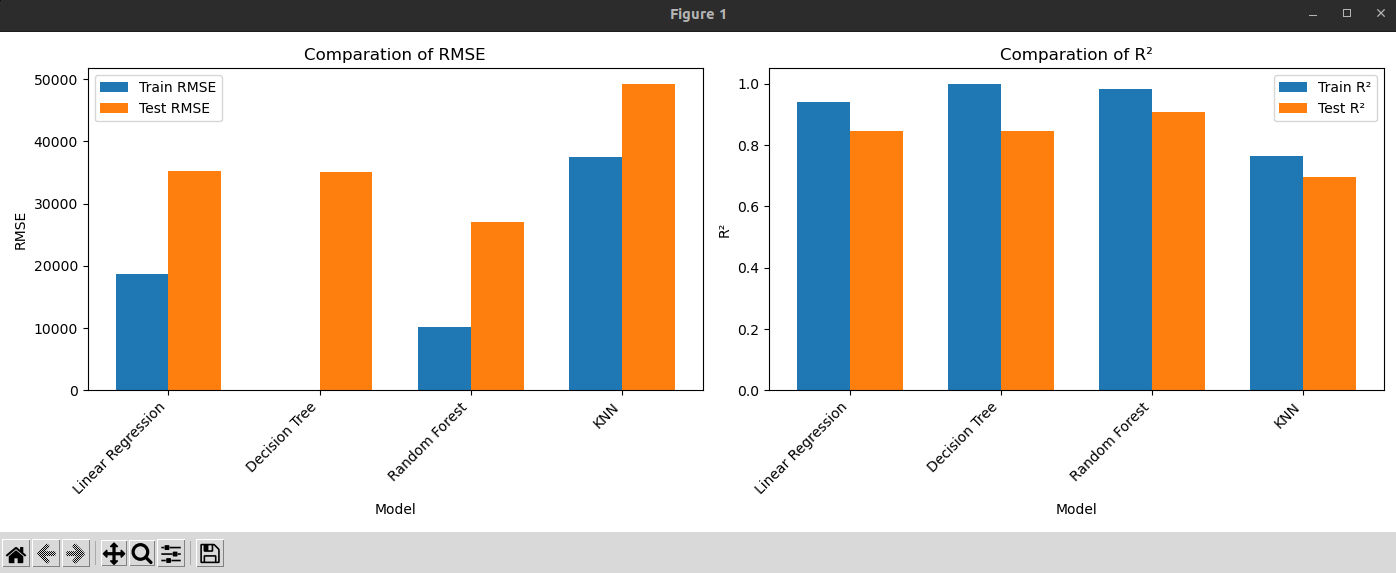 Figure 1
Comparation of RMSE
Train RMSE
Test RMSE
RMSE
50000
40000
30000
20000
10000
0
Linear Regression
Decision Tree
Random Forest
KNN
Model
Comparation of R²
Train R²
Test R²
R²
1.0
0.8
0.6
0.4
0.2
0.0
Linear Regression
Decision Tree
Random Forest
KNN
Model